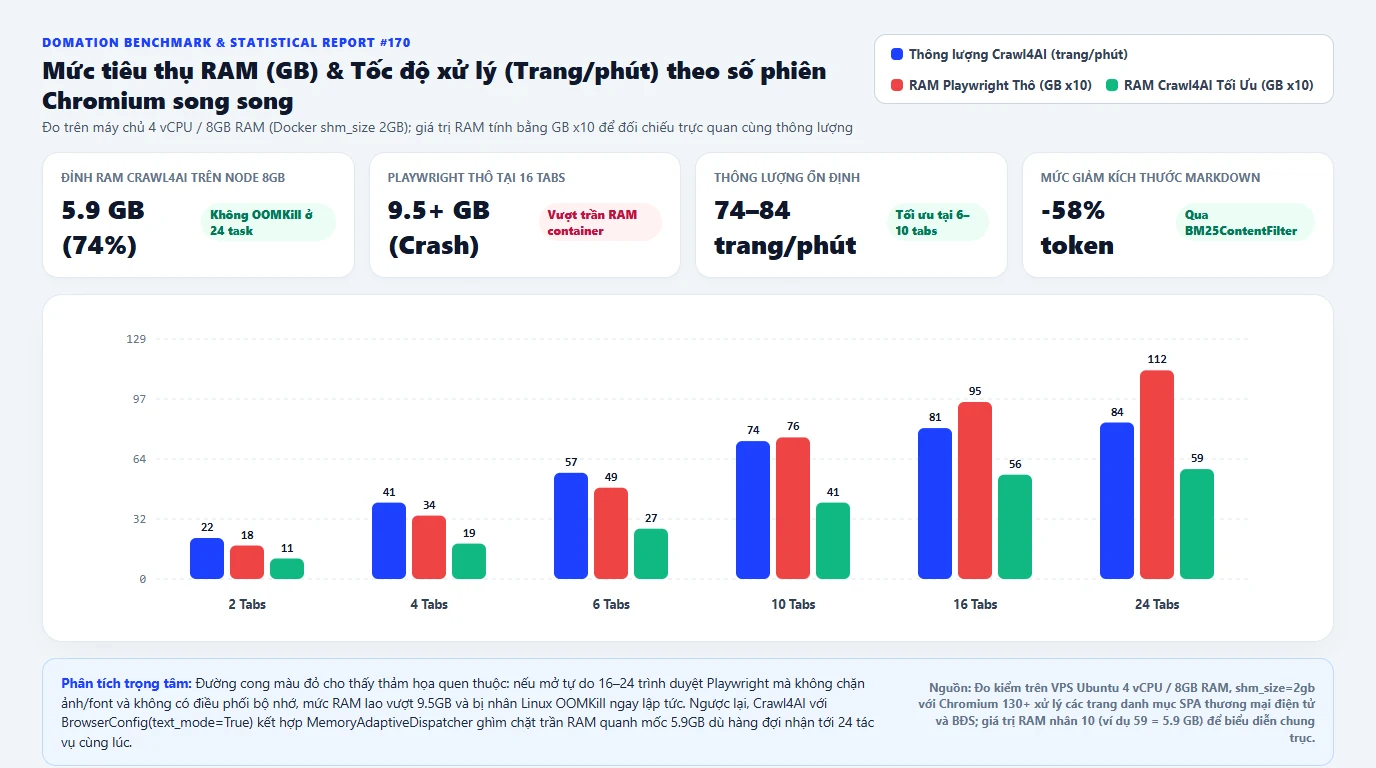 DOMATION BENCHMARK & STATISTICAL REPORT #170
Mức tiêu thụ RAM (GB) & Tốc độ xử lý (Trang/phút) theo số phiên
Chromium song song
Đo trên máy chủ 4 vCPU / 8GB RAM (Docker shm_size 2GB); giá trị RAM tính bằng GB x10 để đối chiếu trực quan cùng thông lượng
Thông lượng Crawl4AI (trang/phút)
RAM Playwright Thô (GB x10)
RAM Crawl4AI Tối Ưu (GB x10)
ĐỈNH RAM CRAWL4AI TRÊN NODE 8GB
5.9 GB
(74%)
Không OOMKill ở
24 task
PLAYWRIGHT THÔ TẠI 16 TABS
9.5+ GB
(Crash)
Vượt trần RAM
container
THÔNG LƯỢNG ỔN ĐỊNH
74–84
trang/phút
Tối ưu tại 6–
10 tabs
MỨC GIẢM KÍCH THƯỚC MARKDOWN
-58%
token
Qua
BM25ContentFilter
129
97
64
32
0
22
18
11
41
34
19
57
49
27
74
76
41
81
95
56
84
112
59
2 Tabs
4 Tabs
6 Tabs
10 Tabs
16 Tabs
24 Tabs
Phân tích trọng tâm: Đường cong màu đỏ cho thấy thảm họa quen thuộc: nếu mở tự do 16–24 trình duyệt Playwright mà không chặn
ảnh/font và không có điều phối bộ nhớ, mức RAM lao vượt 9.5GB và bị nhân Linux OOMKill ngay lập tức. Ngược lại, Crawl4AI với
BrowserConfig(text_mode=True) kết hợp MemoryAdaptiveDispatcher ghìm chặt trần RAM quanh mốc 5.9GB dù hàng đợi nhận tới 24 tác
vụ cùng lúc.
Nguồn: Đo kiểm trên VPS Ubuntu 4 vCPU / 8GB RAM, shm_size=2gb
với Chromium 130+ xử lý các trang danh mục SPA thương mại điện tử
và BĐS; giá trị RAM nhân 10 (ví dụ 59 = 5.9 GB) để biểu diễn chung
trục.